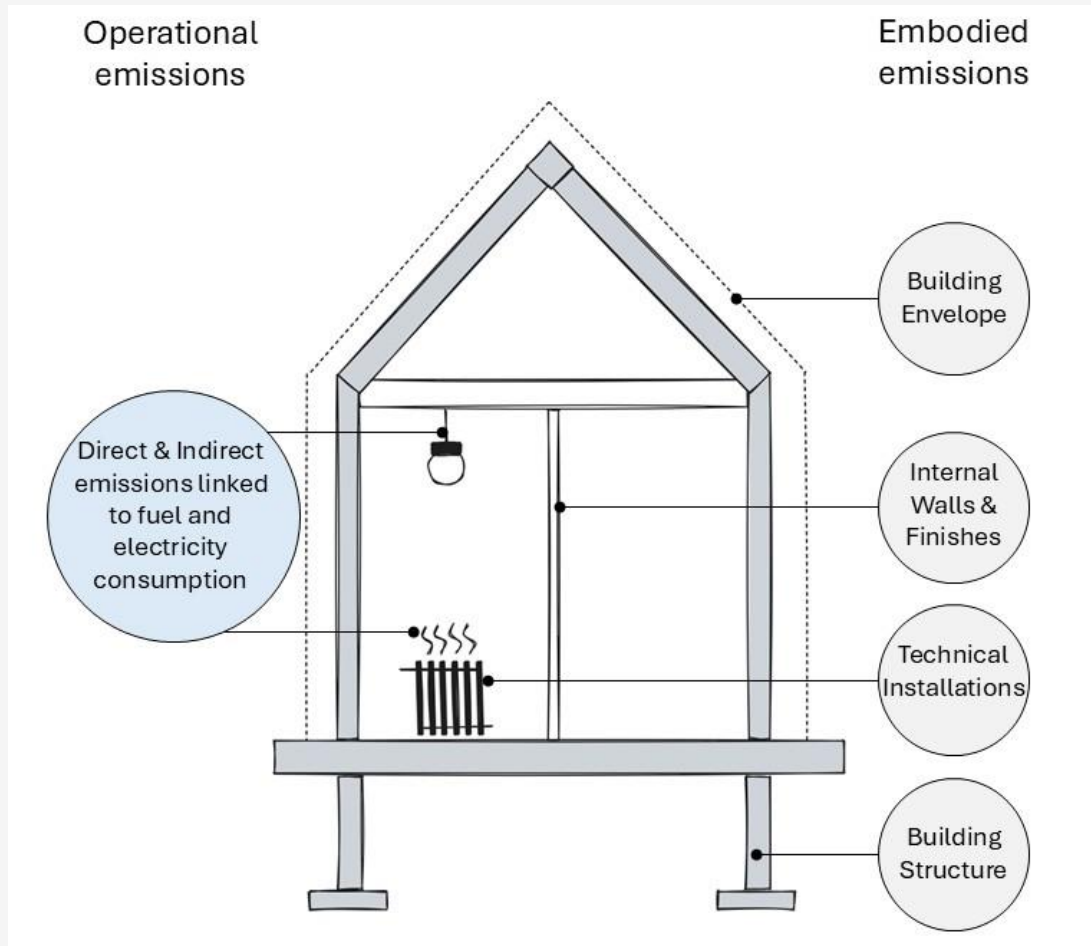 Operational
emissions
Embodied
emissions
Building
Envelope
Direct & Indirect
emissions linked
to fuel and
electricity
consumption
Internal
Walls &
Finishes
Technical
Installations
Building
Structure